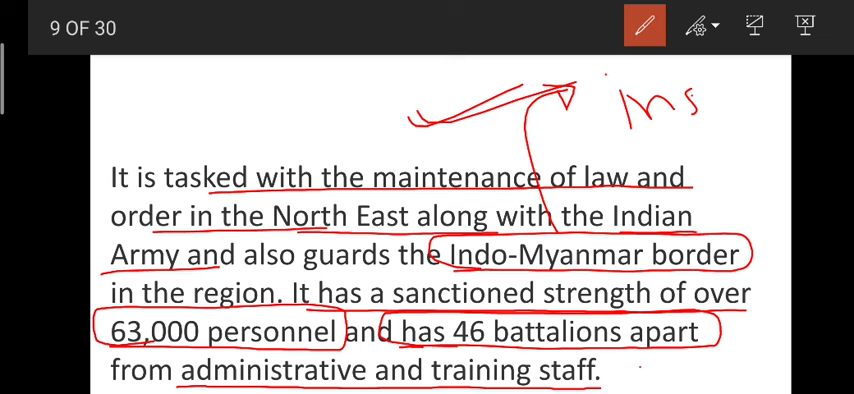 9 OF 30
Ins
It is tasked with the maintenance of law and
order in the North East along with the Indian
Army and also guards the Indo-Myanmar border
in the region. It has a sanctioned strength of over
63,000 personnel and has 46 battalions apart
from administrative and training staff.